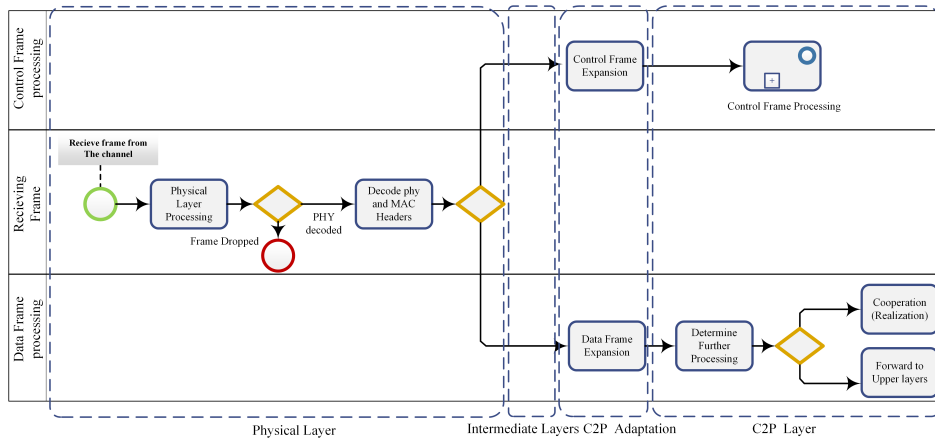 Control Frame
processing
Control Frame
Expansion
+
Control Frame Processing
Recieving
Frame
Recieve frame from
The channel
Physical
Layer
Processing
Frame Dropped
PHY
decoded
Decode phy
and MAC
Headers
Data Frame
processing
Data Frame
Expansion
Determine
Further
Processing
Cooperation
(Realization)
Forward to
Upper layers
Physical Layer
Intermediate Layers
C2P Adaptation
C2P Layer